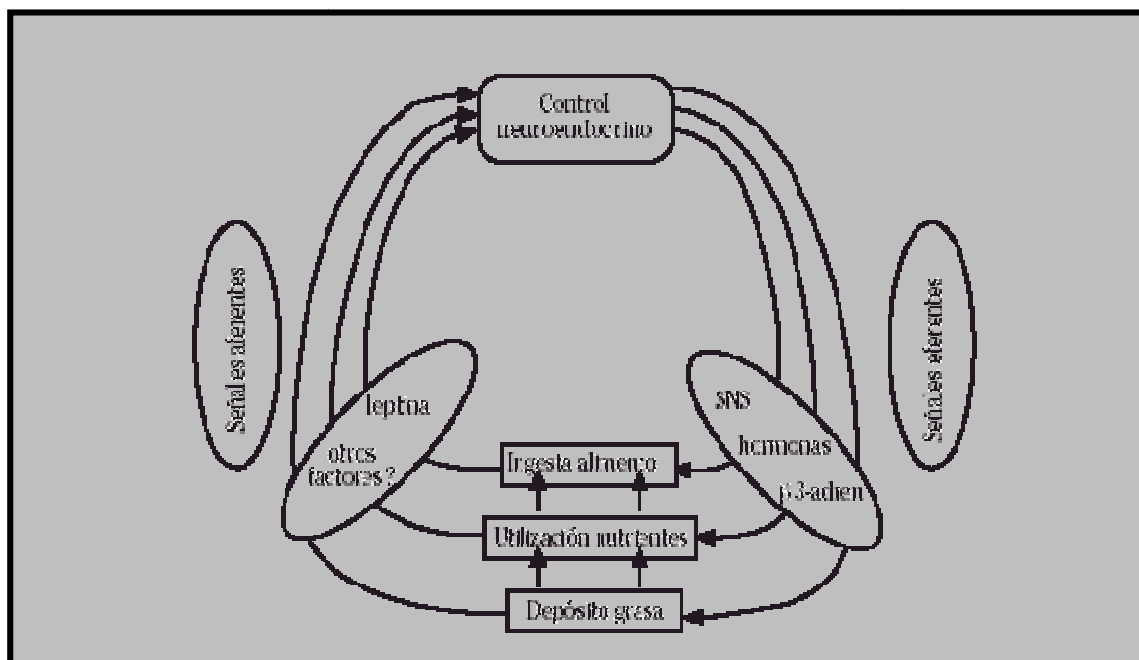 Control
neuroendocrino
Señales aferentes
Señales eferentes
leptina
otros
factores?
SNS
hormonas
β3-adren
Ingesta alimento
Utilización nutrientes
Depósito grasa